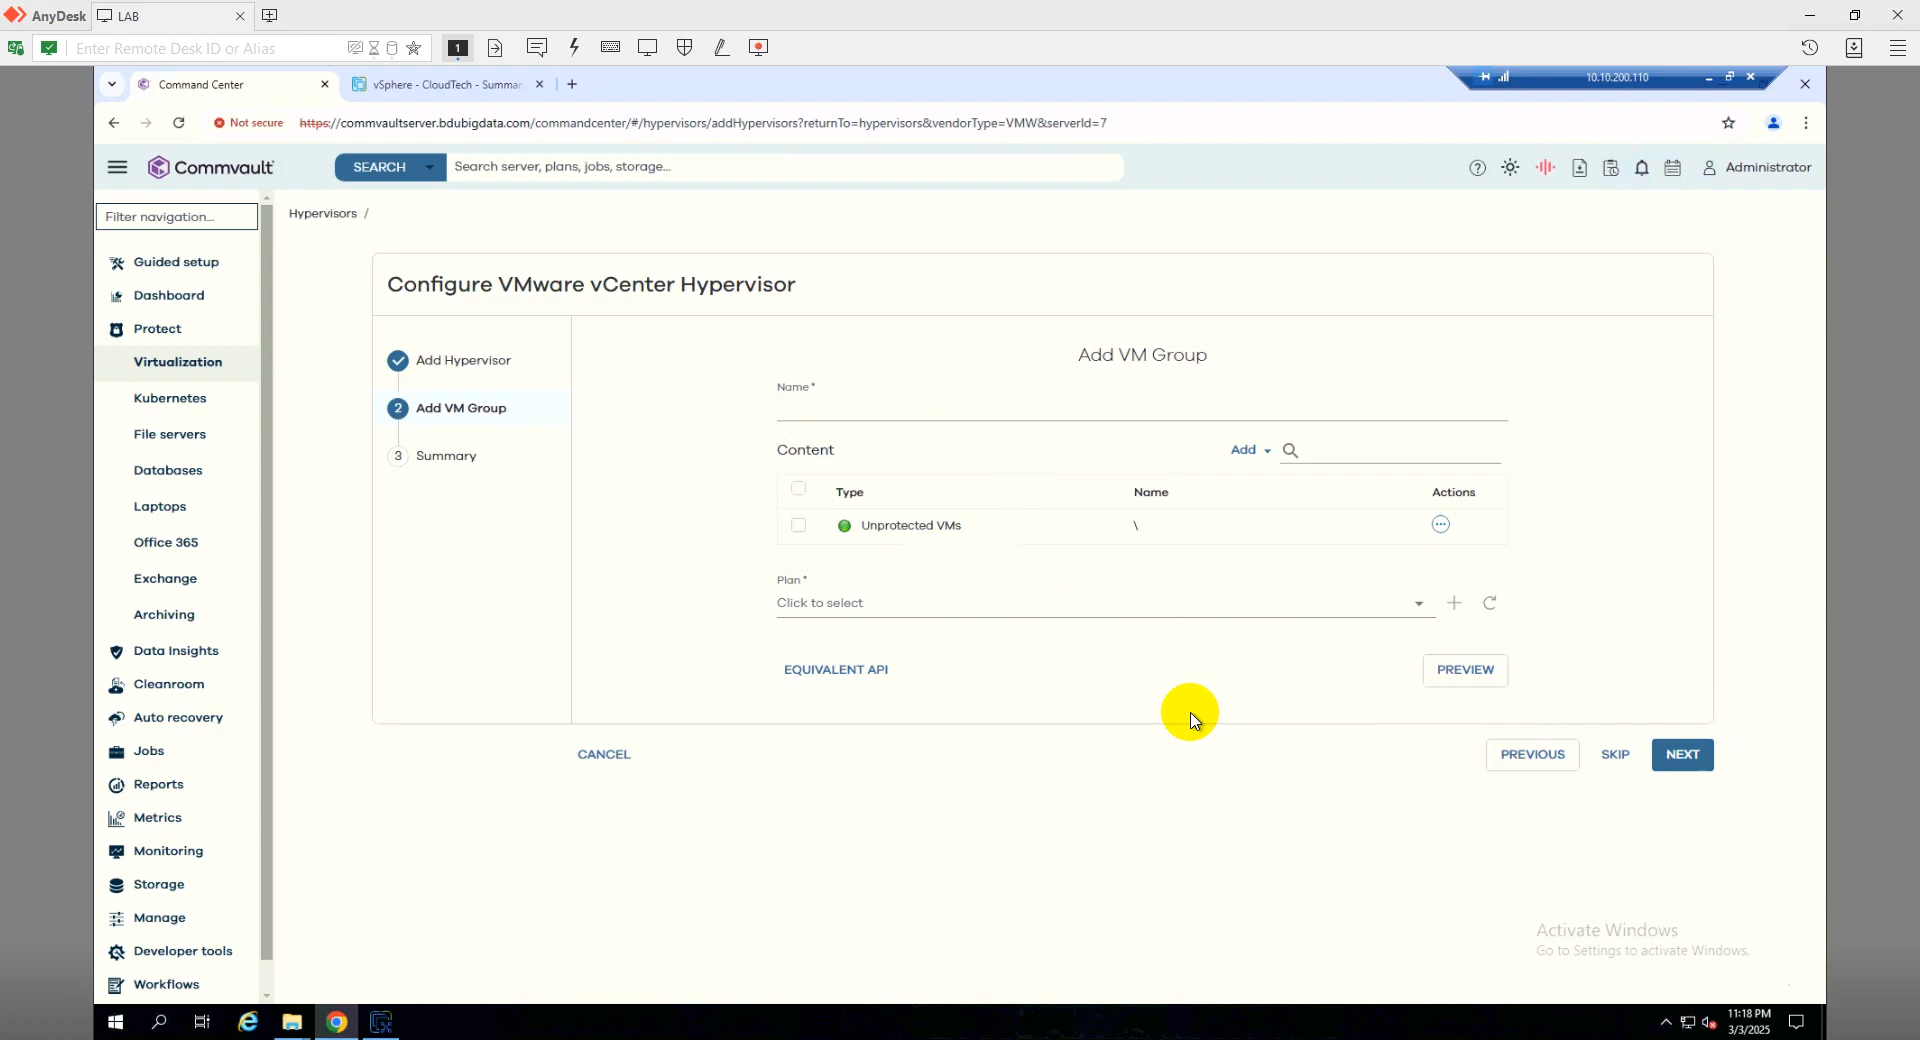 AnyDesk
LAB
Enter Remote Desk ID or Alias
1
Command Center
vSphere - CloudTech - Summar
10.10.200.110
Not secure
https://commvaultserver.bdubigdata.com/commandcenter/#/hypervisors/addHypervisors?returnTo=hypervisors&vendorType=VMW&serverId=7
Commvault
SEARCH
Search server, plans, jobs, storage...
Administrator
Filter navigation...
Hypervisors /
Guided setup
Dashboard
Protect
Virtualization
Kubernetes
File servers
Databases
Laptops
Office 365
Exchange
Archiving
Data Insights
Cleanroom
Auto recovery
Jobs
Reports
Metrics
Monitoring
Storage
Manage
Developer tools
Workflows
Configure VMware vCenter Hypervisor
Add Hypervisor
2 Add VM Group
3 Summary
Add VM Group
Name*
Content
Add
Type Name Actions
Unprotected VMs \
Plan*
Click to select
EQUIVALENT API
PREVIEW
CANCEL
PREVIOUS
SKIP
NEXT
Activate Windows
Go to Settings to activate Windows.
11:18 PM
3/3/2025